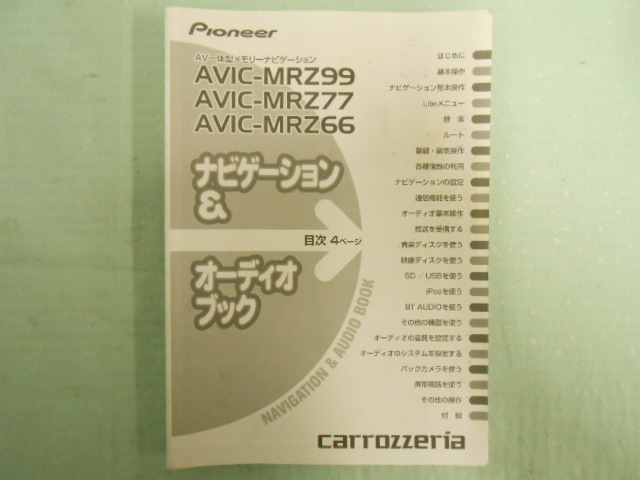 Pioneer
AV一体型メモリーナビゲーション
AVIC-MRZ99
AVIC-MRZ77
AVIC-MRZ66
ナビゲーション
&
目次 4ページ
オーディオ
ブック
NAVIGATION & AUDIO BOOK
carrozzeria
はじめに
基本操作
ナビゲーション基本操作
Liteメニュー
検 索
ルート
登録・編集操作
各種情報の利用
ナビゲーションの設定
通信機能を使う
オーディオ基本操作
放送を受信する
音楽ディスクを使う
映像ディスクを使う
SD/USBを使う
iPodを使う
BT AUDIOを使う
その他の機器を使う
オーディオの音質を設定する
オーディオのシステムを設定する
バックカメラを使う
携帯電話を使う
その他の操作
付 録